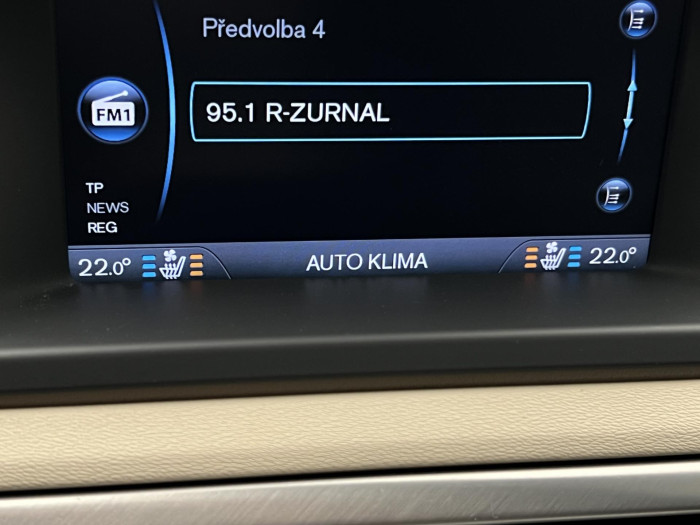 Předvolba 4
FM1
95.1 R-ZURNAL
TP
NEWS
REG
22.0°
AUTO KLIMA
22.0°